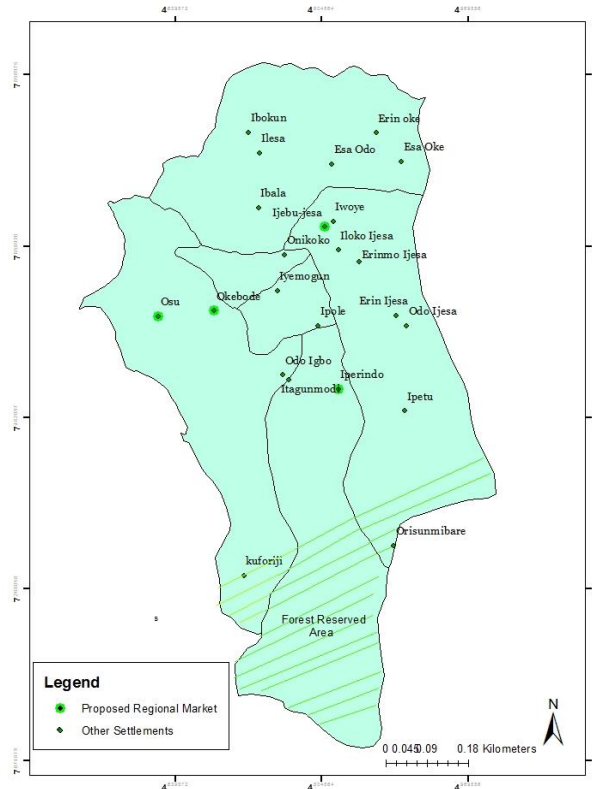 Ibokun
Erin oke
Ilesa
Esa Oke
Esa Odo
Ibala
Iwoye
Ijebu-jesa
Onikoko
Iloko Ijesa
Erinmo Ijesa
Iyemogun
Osu
Okebode
Erin Ijesa
Ipole
Odo Ijesa
Odo Igbo
Iperindo
Itagunmodi
Ipetu
Orisunmibare
kuforiji
s
Forest Reserved
Area
Legend
Proposed Regional Market
Other Settlements
N
0 0.045 0.09 0.18 Kilometers